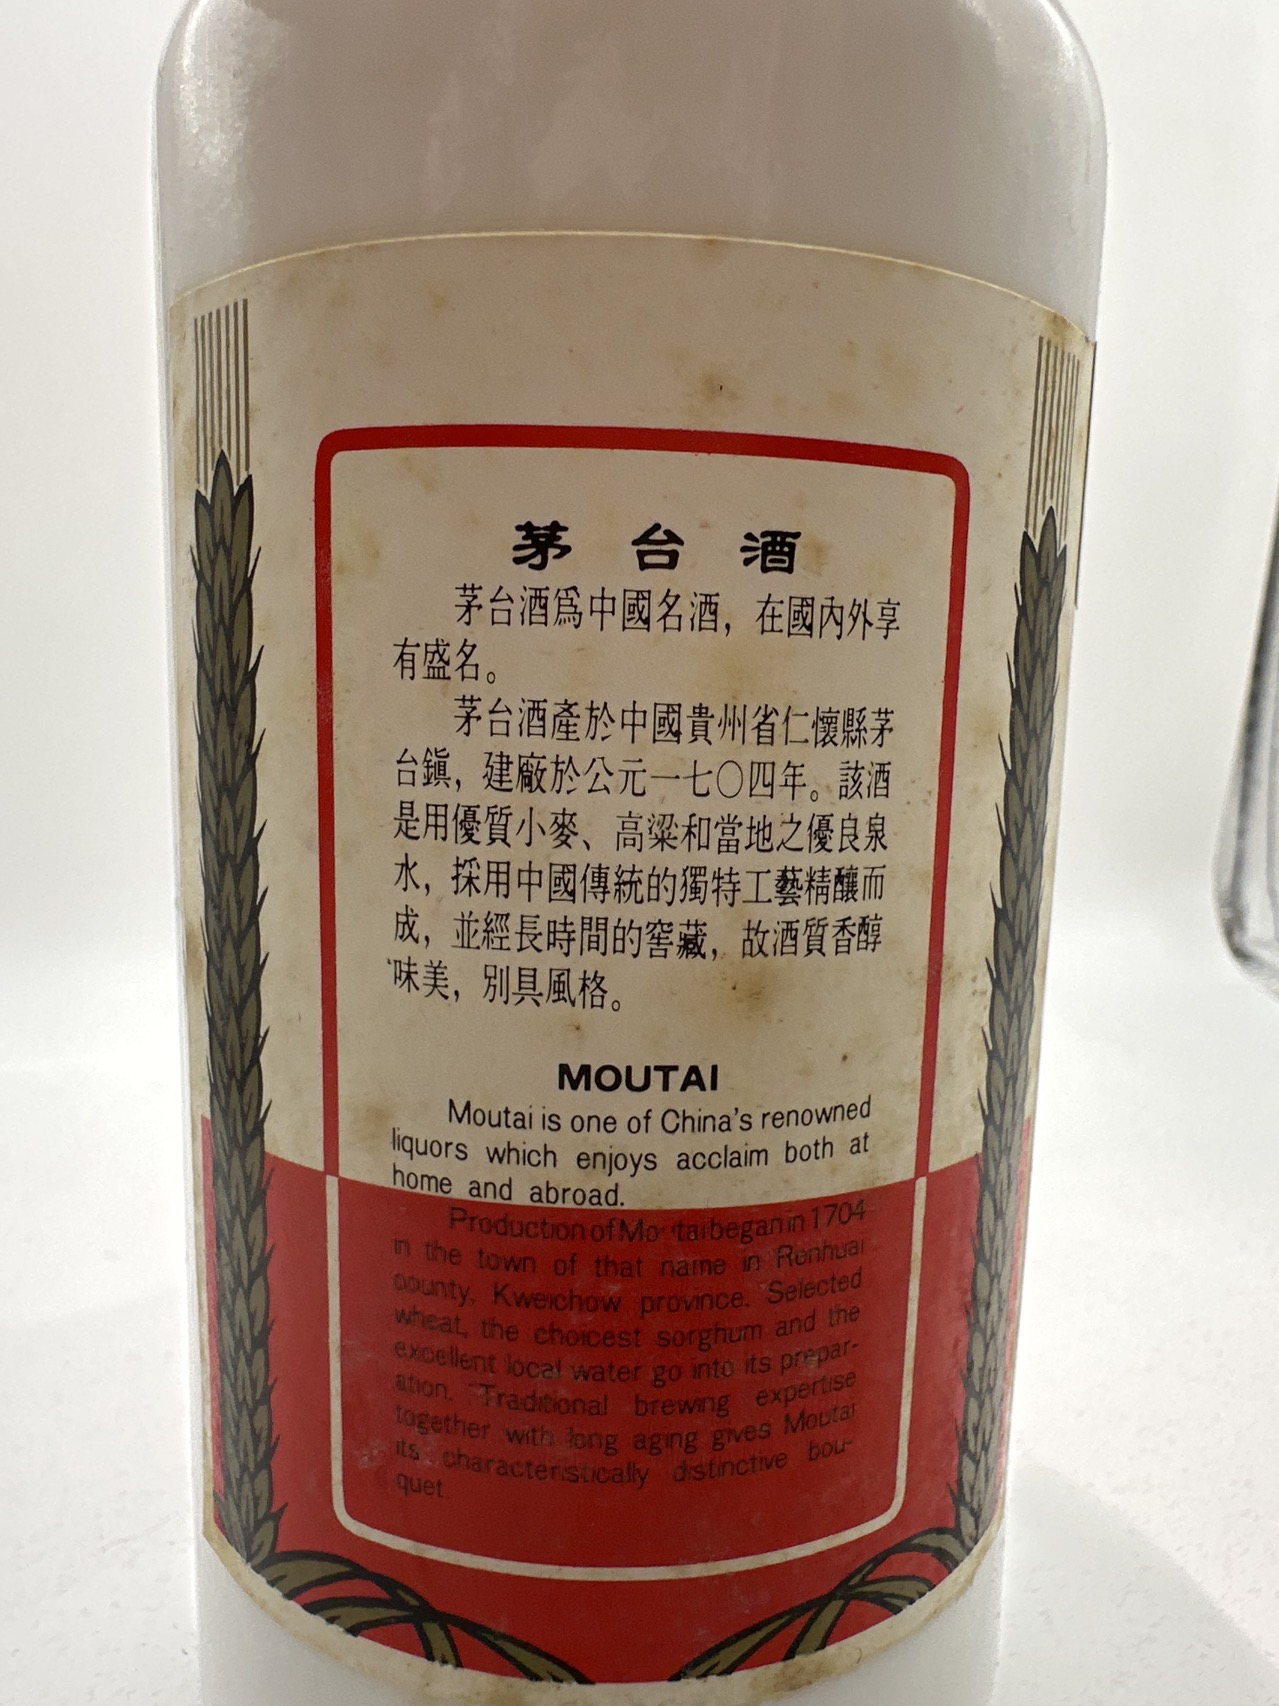 茅台酒
茅台酒爲中國名酒，在國內外享
有盛名。
茅台酒產於中國貴州省仁懷縣茅
台鎭，建廠於公元一七〇四年。該酒
是用優質小麥、高粱和當地之優良泉
水，採用中國傳統的獨特工藝精釀而
成，並經長時間的窖藏，故酒質香醇
味美，別具風格。
MOUTAI
Moutai is one of China's renowned
liquors which enjoys acclaim both at
home and abroad.
Production of Moutai began in 1704
in the town of that name in Renhuai
county, Kweichow province. Selected
wheat, the choicest sorghum and the
excellent local water go into its prepar-
ation. Traditional brewing expertise
together with long aging gives Moutai
its characteristically distinctive bou-
quet